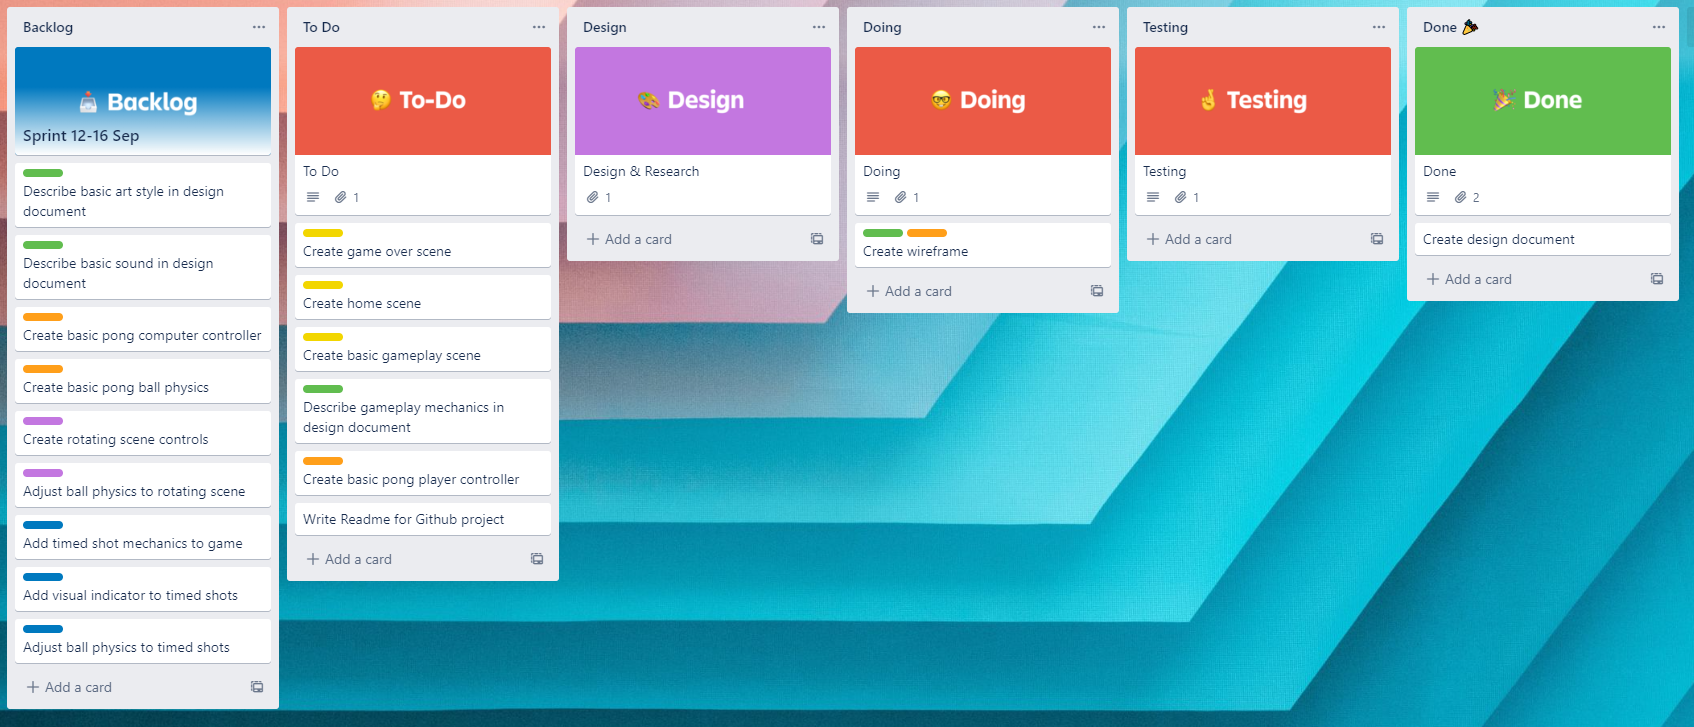 Backlog
Backlog
Sprint 12-16 Sep
Describe basic art style in design
document
Describe basic sound in design
document
Create basic pong computer controller
Create basic pong ball physics
Create rotating scene controls
Adjust ball physics to rotating scene
Add timed shot mechanics to game
Add visual indicator to timed shots
Adjust ball physics to timed shots
+ Add a card
To Do
To-Do
To Do
1
Create game over scene
Create home scene
Create basic gameplay scene
Describe gameplay mechanics in
design document
Create basic pong player controller
Write Readme for Github project
+ Add a card
Design
Design
Design & Research
1
+ Add a card
Doing
Doing
Doing
1
Create wireframe
+ Add a card
Testing
Testing
Testing
1
+ Add a card
Done 🎉
Done
Done
2
Create design document
+ Add a card